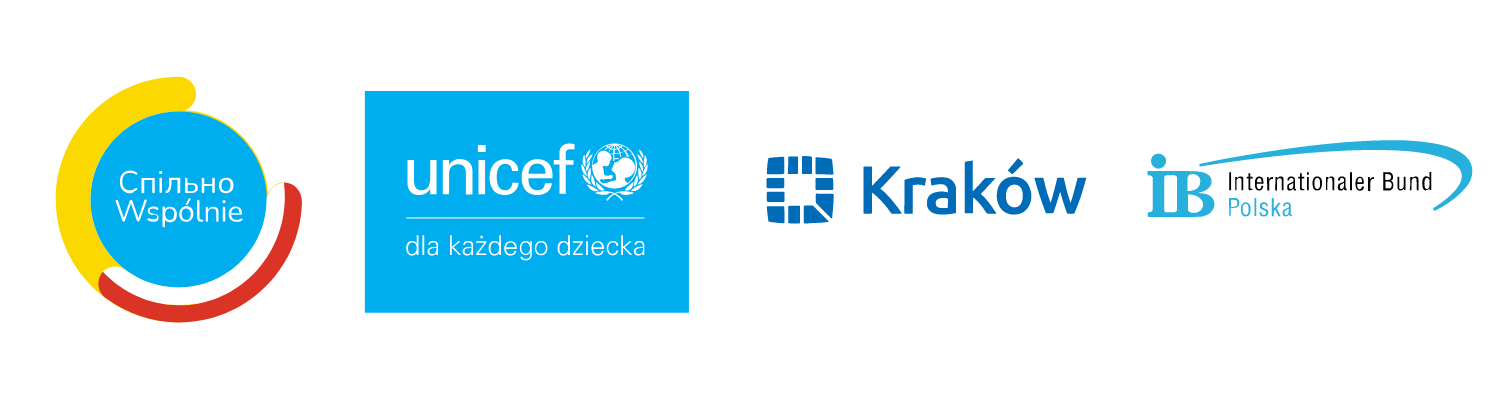 Спільно
Wspólnie
unicef
dla każdego dziecka
Kraków
iB
Internationaler Bund
Polska